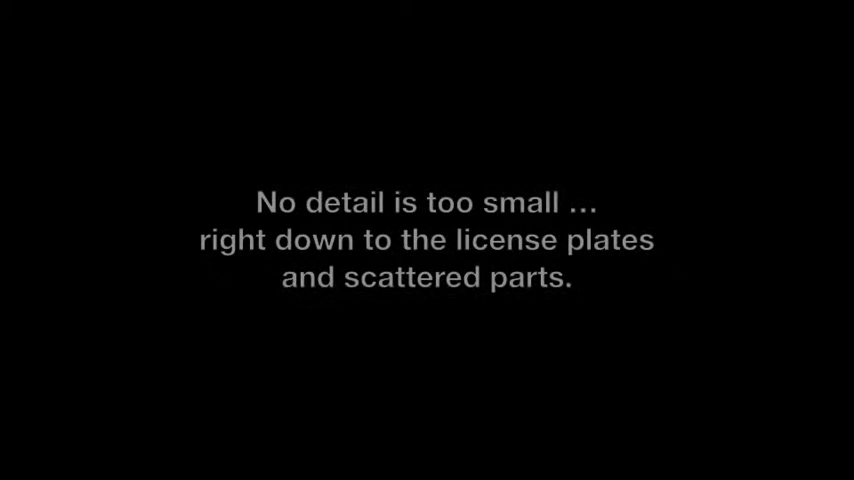 No detail is too small ...
right down to the license plates
and scattered parts.